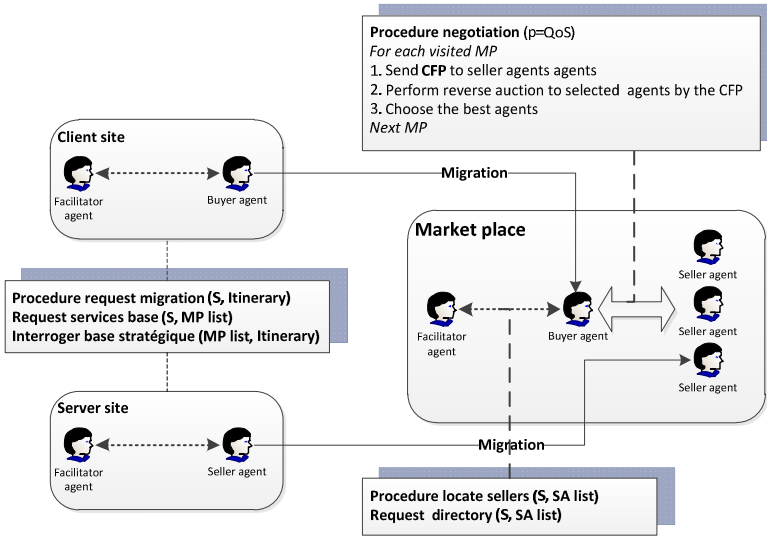 Procedure negotiation (p=QoS)
For each visited MP
1. Send CFP to seller agents agents
2. Perform reverse auction to selected agents by the CFP
3. Choose the best agents
Next MP
Client site
Facilitator
agent
Buyer agent
Migration
Market place
Seller agent
Facilitator
agent
Buyer agent
Seller agent
Seller agent
Procedure request migration (S, Itinerary)
Request services base (S, MP list)
Interroger base stratégique (MP list, Itinerary)
Server site
Facilitator
agent
Seller agent
Migration
Procedure locate sellers (S, SA list)
Request directory (S, SA list)